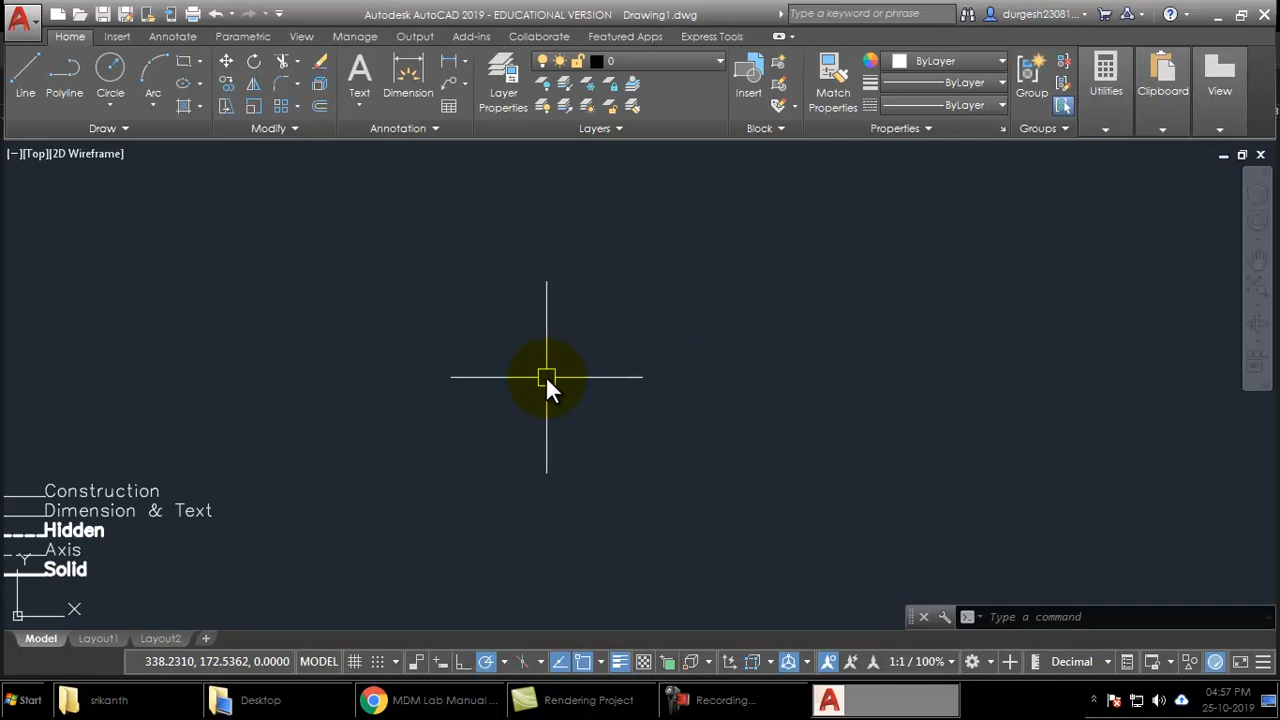 Autodesk AutoCAD 2019 - EDUCATIONAL VERSION Drawing1.dwg
Type a keyword or phrase
durgesh23081...
Home Insert Annotate Parametric View Manage Output Add-ins Collaborate Featured Apps Express Tools
0
ByLayer
ByLayer
ByLayer
Line Polyline Circle Arc Text Dimension Layer Properties Insert Match Properties Group Utilities Clipboard View
Draw Modify Annotation Layers Block Properties Groups
[−][Top][2D Wireframe]
Construction
Dimension & Text
Hidden
Axis
Solid
Y
X
Type a command
Model Layout1 Layout2 +
338.2310, 172.5362, 0.0000 MODEL 1:1 / 100% Decimal
Start srikanth Desktop MDM Lab Manual ... Rendering Project Recording...
04:57 PM
25-10-2019